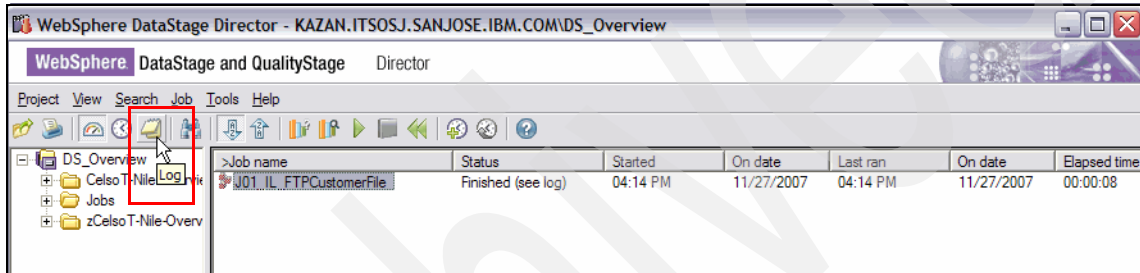 WebSphere DataStage Director - KAZAN.ITSOSJ.SANJOSE.IBM.COM\DS_Overview
WebSphere. DataStage and QualityStage Director
Project View Search Job Tools Help
DS_Overview
CelsoT-Nile
Log
Jobs
zCelsoT-Nile-Overv
>Job name Status Started On date Last ran On date Elapsed time
J01_IL_FTPCustomerFile Finished (see log) 04:14 PM 11/27/2007 04:14 PM 11/27/2007 00:00:08